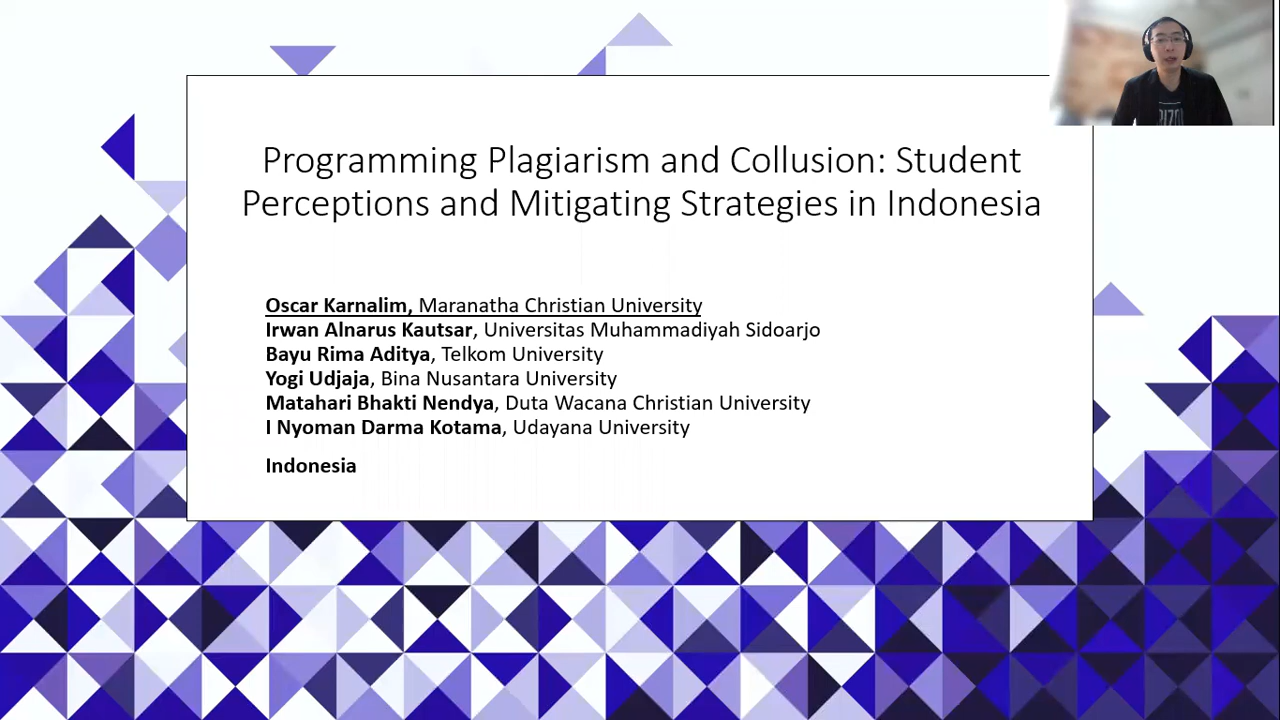 Programming Plagiarism and Collusion: Student
Perceptions and Mitigating Strategies in Indonesia
Oscar Karnalim, Maranatha Christian University
Irwan Alnarus Kautsar, Universitas Muhammadiyah Sidoarjo
Bayu Rima Aditya, Telkom University
Yogi Udjaja, Bina Nusantara University
Matahari Bhakti Nendya, Duta Wacana Christian University
I Nyoman Darma Kotama, Udayana University
Indonesia